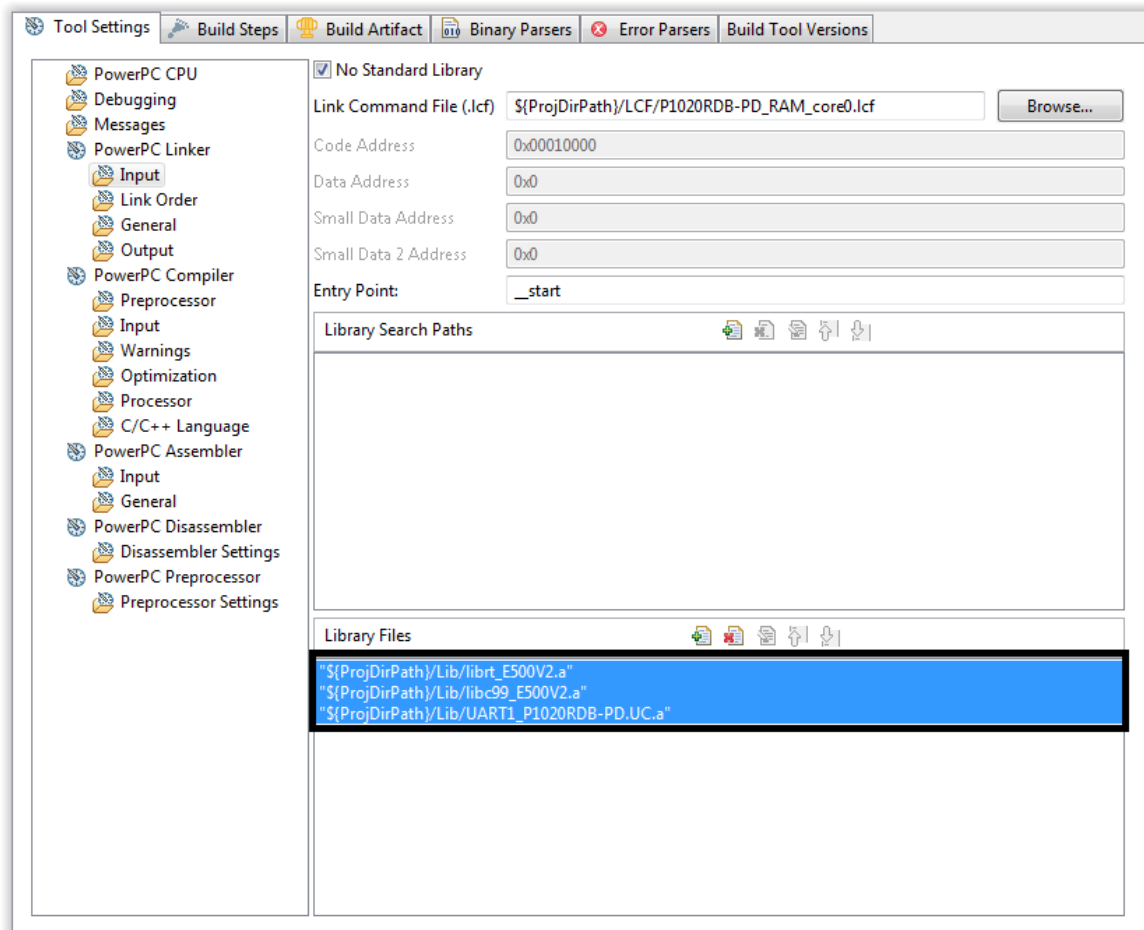 Tool Settings Build Steps Build Artifact Binary Parsers Error Parsers Build Tool Versions
PowerPC CPU
Debugging
Messages
PowerPC Linker
Input
Link Order
General
Output
PowerPC Compiler
Preprocessor
Input
Warnings
Optimization
Processor
C/C++ Language
PowerPC Assembler
Input
General
PowerPC Disassembler
Disassembler Settings
PowerPC Preprocessor
Preprocessor Settings
No Standard Library
Link Command File (.lcf) ${ProjDirPath}/LCF/P1020RDB-PD_RAM_core0.lcf Browse...
Code Address 0x00010000
Data Address 0x0
Small Data Address 0x0
Small Data 2 Address 0x0
Entry Point: __start
Library Search Paths
Library Files
"${ProjDirPath}/Lib/librt_E500V2.a"
"${ProjDirPath}/Lib/libc99_E500V2.a"
"${ProjDirPath}/Lib/UART1_P1020RDB-PD.UC.a"